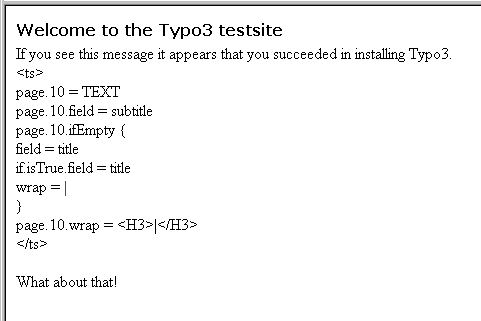 Welcome to the Typo3 testsite
If you see this message it appears that you succeeded in installing Typo3.
<ts>
page.10 = TEXT
page.10.field = subtitle
page.10.ifEmpty {
field = title
if.isTrue.field = title
wrap = |
}
page.10.wrap = <H3>|</H3>
</ts>
What about that!